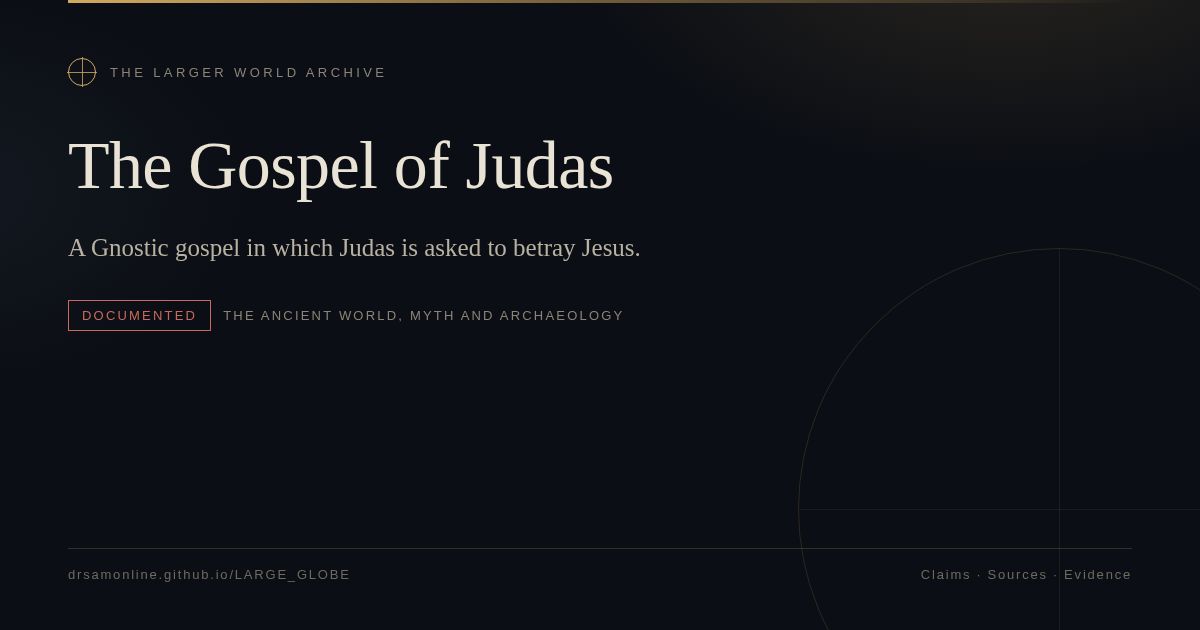 THE LARGER WORLD ARCHIVE
The Gospel of Judas
A Gnostic gospel in which Judas is asked to betray Jesus.
DOCUMENTED THE ANCIENT WORLD, MYTH AND ARCHAEOLOGY
drsamonline.github.io/LARGE_GLOBE Claims · Sources · Evidence